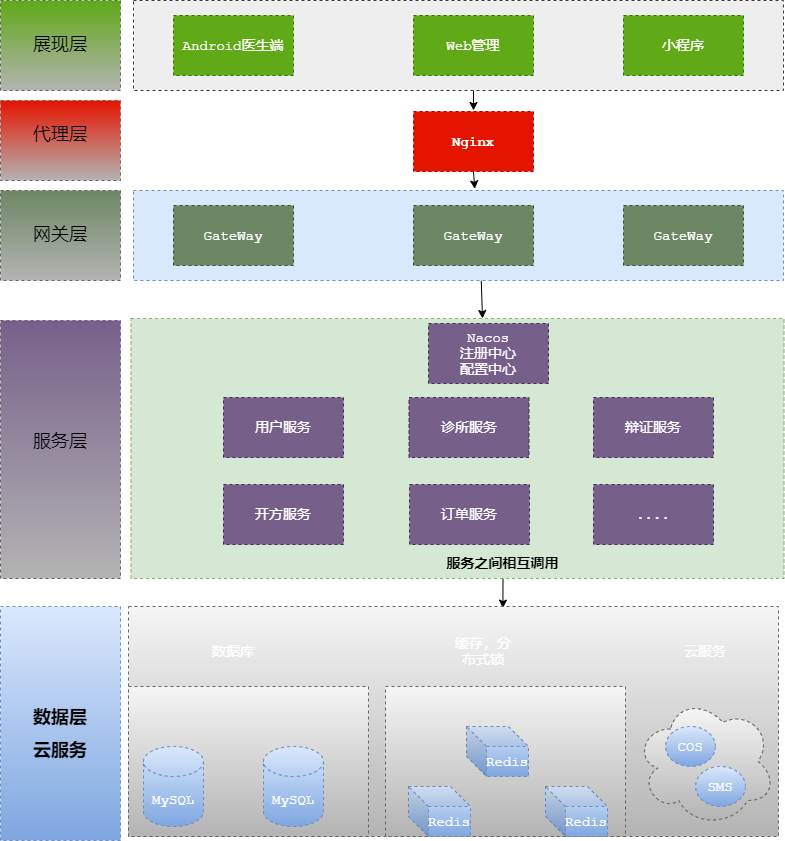 展现层
Android医生端
Web管理
小程序
代理层
Nginx
网关层
GateWay
GateWay
GateWay
服务层
Nacos
注册中心
配置中心
用户服务
诊所服务
辩证服务
开方服务
订单服务
....
服务之间相互调用
数据层
云服务
数据库
缓存，分
布式锁
云服务
MySQL
MySQL
Redis
Redis
Redis
COS
SMS